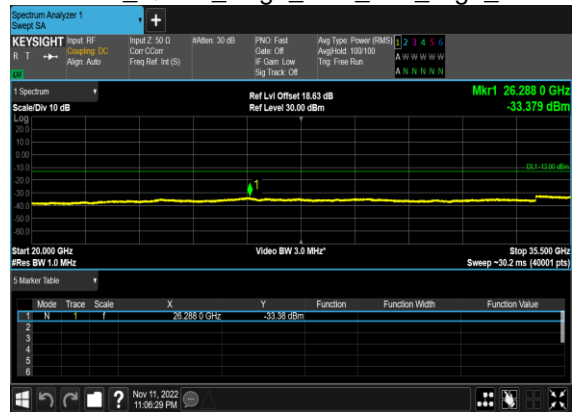 Spectrum Analyzer 1
Swept SA
+
KEYSIGHT Input: RF Input Z: 50 Ω #Atten: 30 dB PNO: Fast Avg Type: Power (RMS) 1 2 3 4 5 6
R T Coupling: DC Corr CCorr Gate: Off Avg|Hold: 100/100 A W W W W W
Align: Auto Freq Ref: Int (S) IF Gain: Low Trig: Free Run A N N N N N
Sig Track: Off
1 Spectrum Ref Lvl Offset 18.63 dB Mkr1 26.288 0 GHz
Scale/Div 10 dB Ref Level 30.00 dBm -33.379 dBm
Log
20.0
10.0
0.00
-10.0
DL1 -13.00 dBm
-20.0
1
-30.0
-40.0
-50.0
-60.0
Start 20.000 GHz Video BW 3.0 MHz* Stop 35.500 GHz
#Res BW 1.0 MHz Sweep ~30.2 ms (40001 pts)
5 Marker Table
Mode Trace Scale X Y Function Function Width Function Value
1 N 1 f 26.288 0 GHz -33.38 dBm
2
3
4
5
6
? Nov 11, 2022
11:06:29 PM